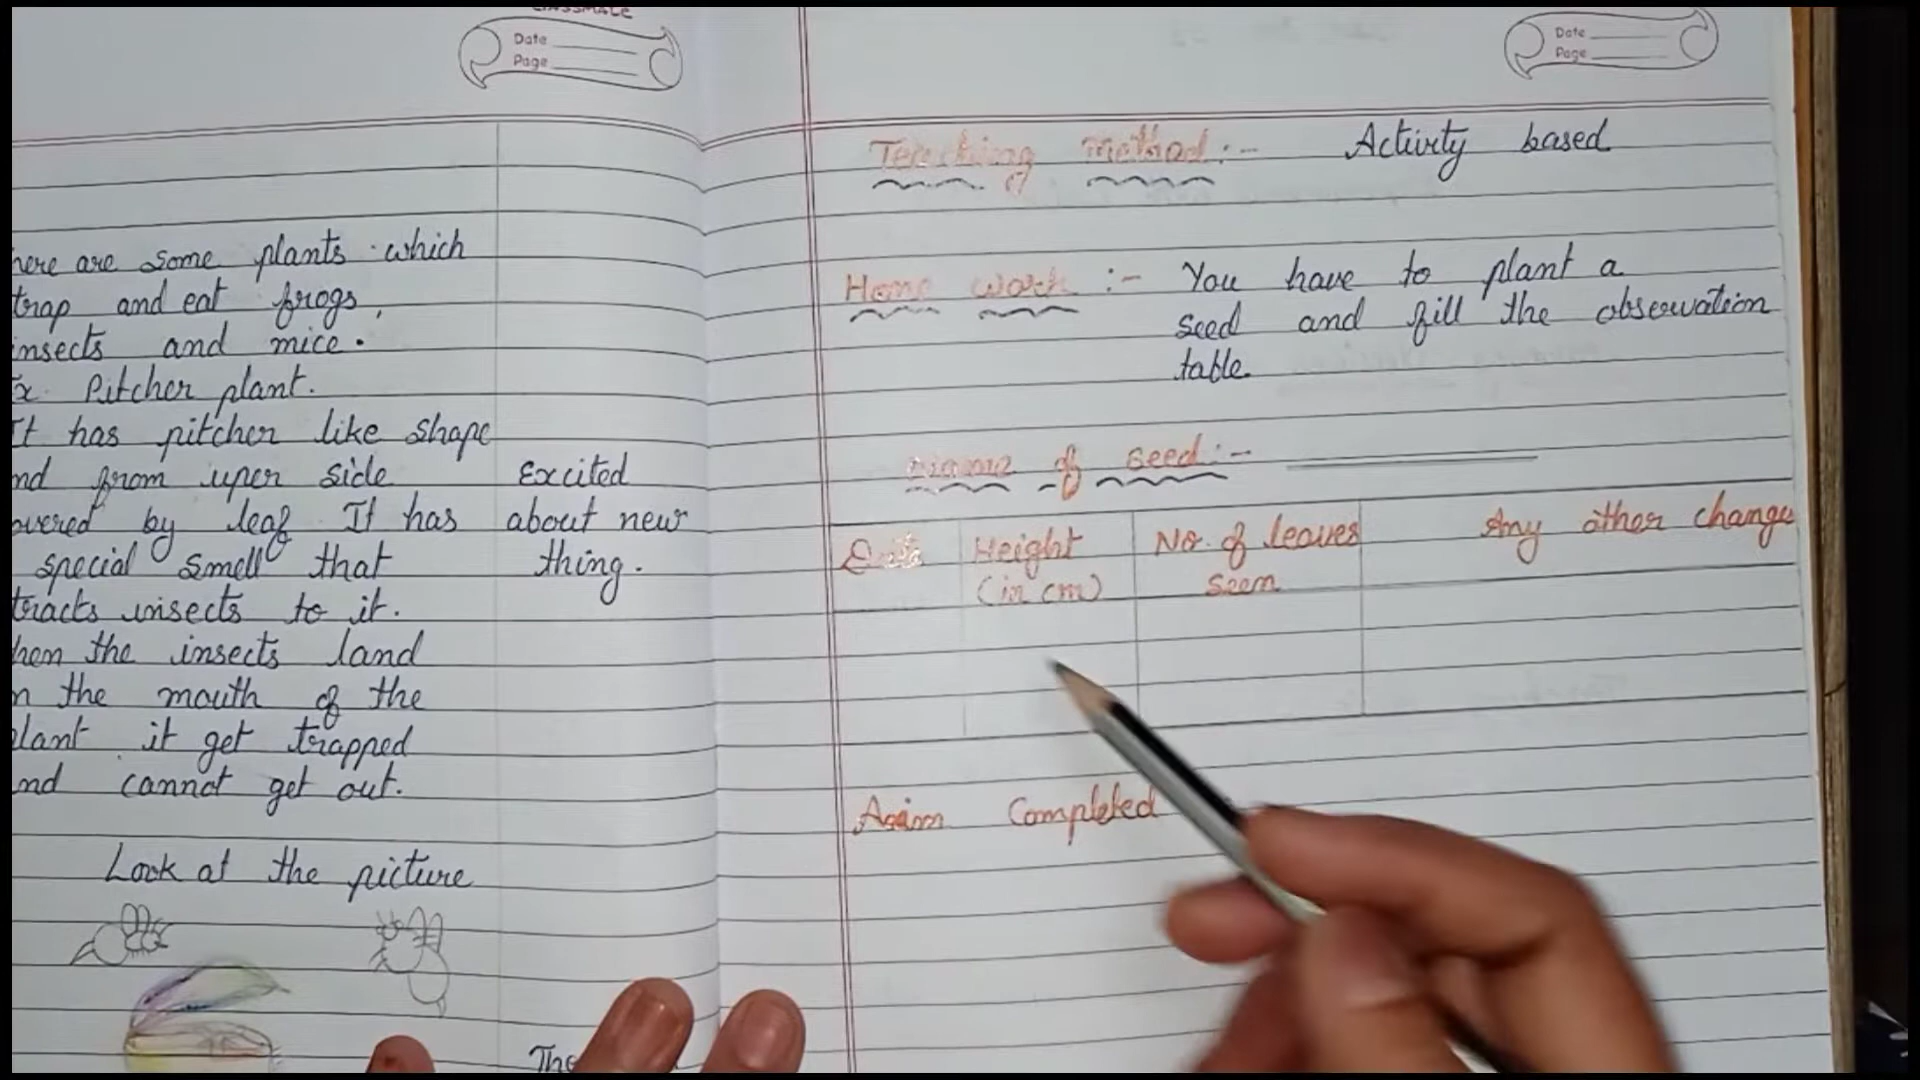 CLASSMATE
Date
Page
here are some plants which
trap and eat frogs,
insects and mice.
Ex. Pitcher plant.
It has pitcher like shape
nd from uper side
overed by leaf It has
special smell that
tracts insects to it.
hen the insects land
n the mouth of the
lant it get trapped
nd cannot get out.
Look at the picture
Excited
about new
thing.
The
Date
Page
Teaching method :- Activity based
Home work :- You have to plant a
seed and fill the observation
table.
Name of seed :-
Date
Height
(in cm)
No. of leaves
seen
Any other change
Completed